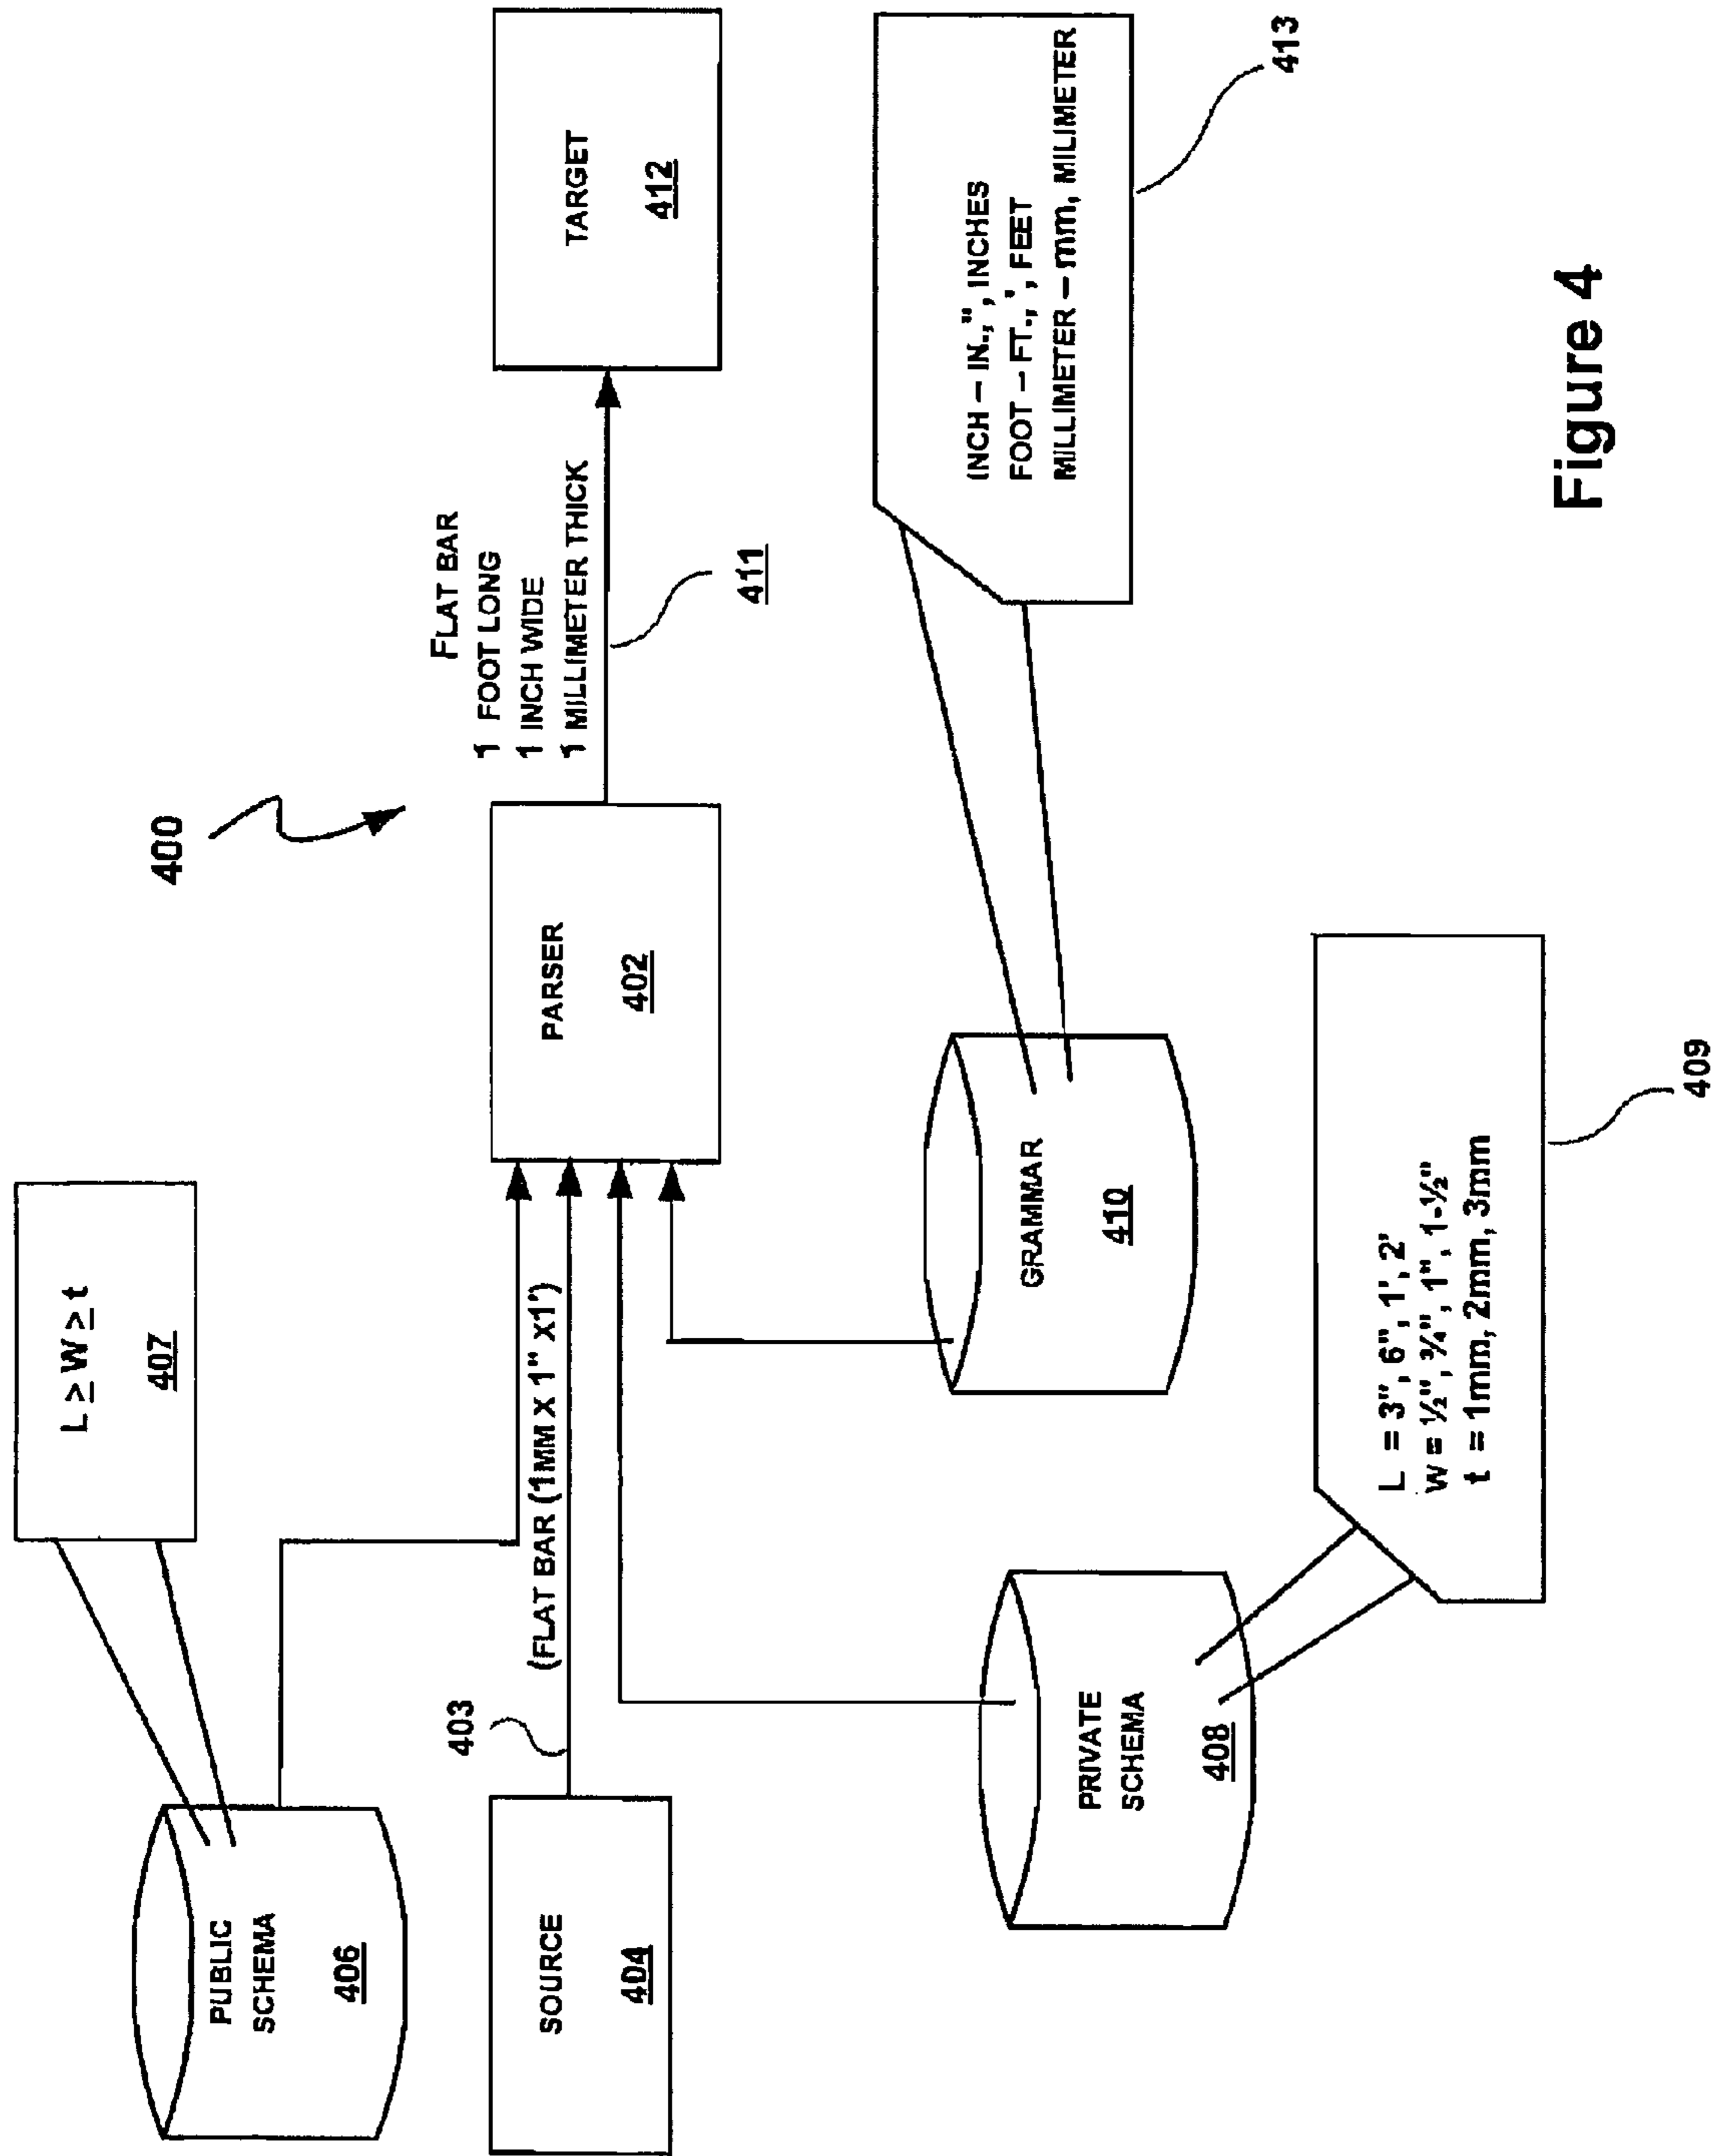 400
L ≥ W ≥ t
407
PUBLIC
SCHEMA
406
SOURCE
404
403
(FLAT BAR (1MM X 1" X1')
PARSER
402
FLAT BAR
1 FOOT LONG
1 INCH WIDE
1 MILLIMETER THICK
411
TARGET
412
PRIVATE
SCHEMA
408
GRAMMAR
410
INCH – IN.,", INCHES
FOOT – FT.,', FEET
MILLIMETER – mm, MILIMETER
413
L = 3", 6", 1', 2'
W = ½", ¾", 1", 1-½"
t = 1mm, 2mm, 3mm
409
Figure 4